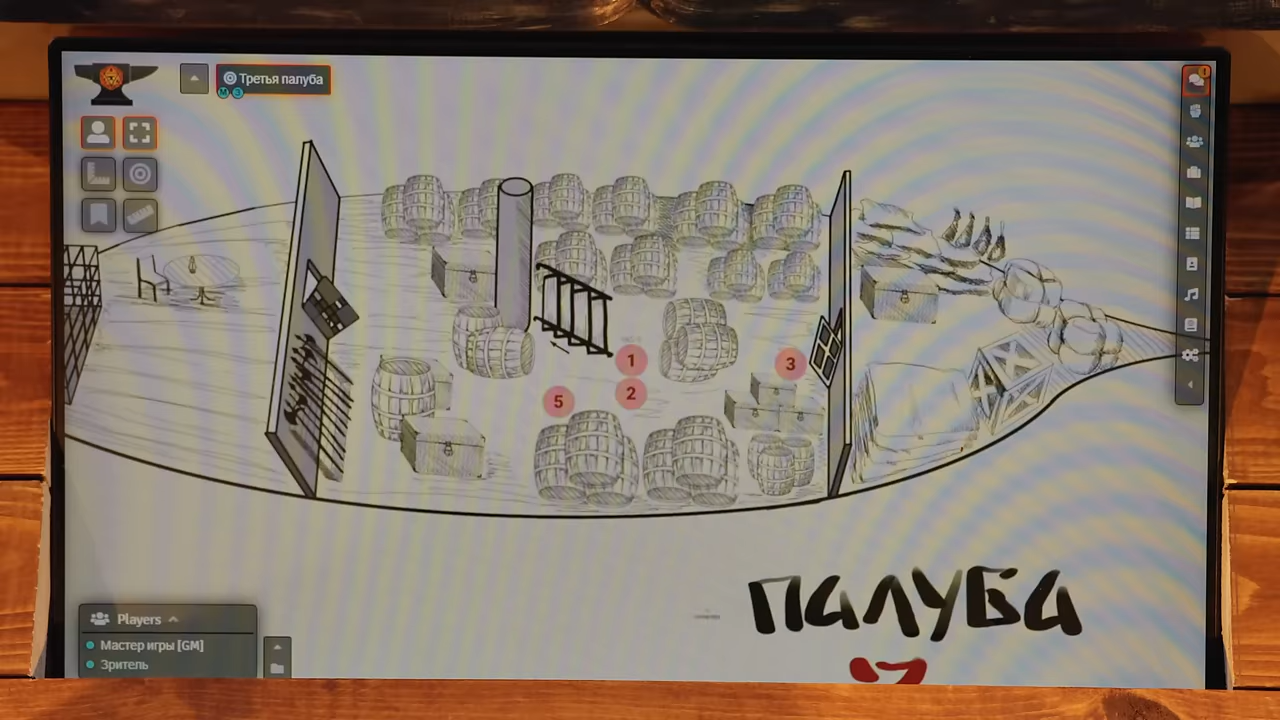 Третья палуба
М З
1
2
3
5
ПАЛУБА
Players
Мастер игры [GM]
Зритель